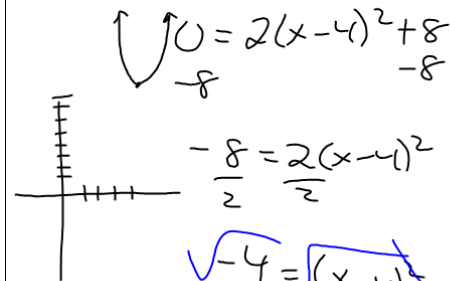 0 = 2(x-4)²+8
-8 -8
-8 = 2(x-4)²
2 2
√-4 = √(x-4)²